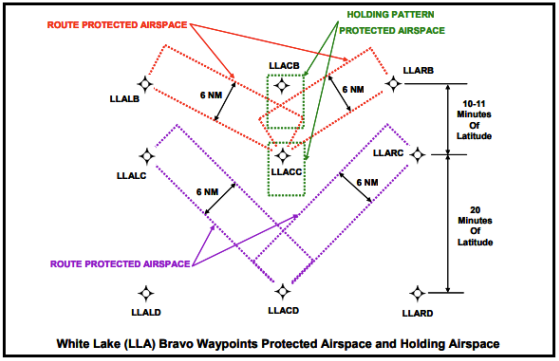 HOLDING PATTERN
ROUTE PROTECTED AIRSPACE
PROTECTED AIRSPACE
LLACB
LLALB
LLARB
6 NM
6 NM
10-11
Minutes
Of
Latitude
LLALC
LLACC
LLARC
6 NM
6 NM
20
Minutes
Of
Latitude
ROUTE PROTECTED AIRSPACE
LLALD
LLACD
LLARD
White Lake (LLA) Bravo Waypoints Protected Airspace and Holding Airspace